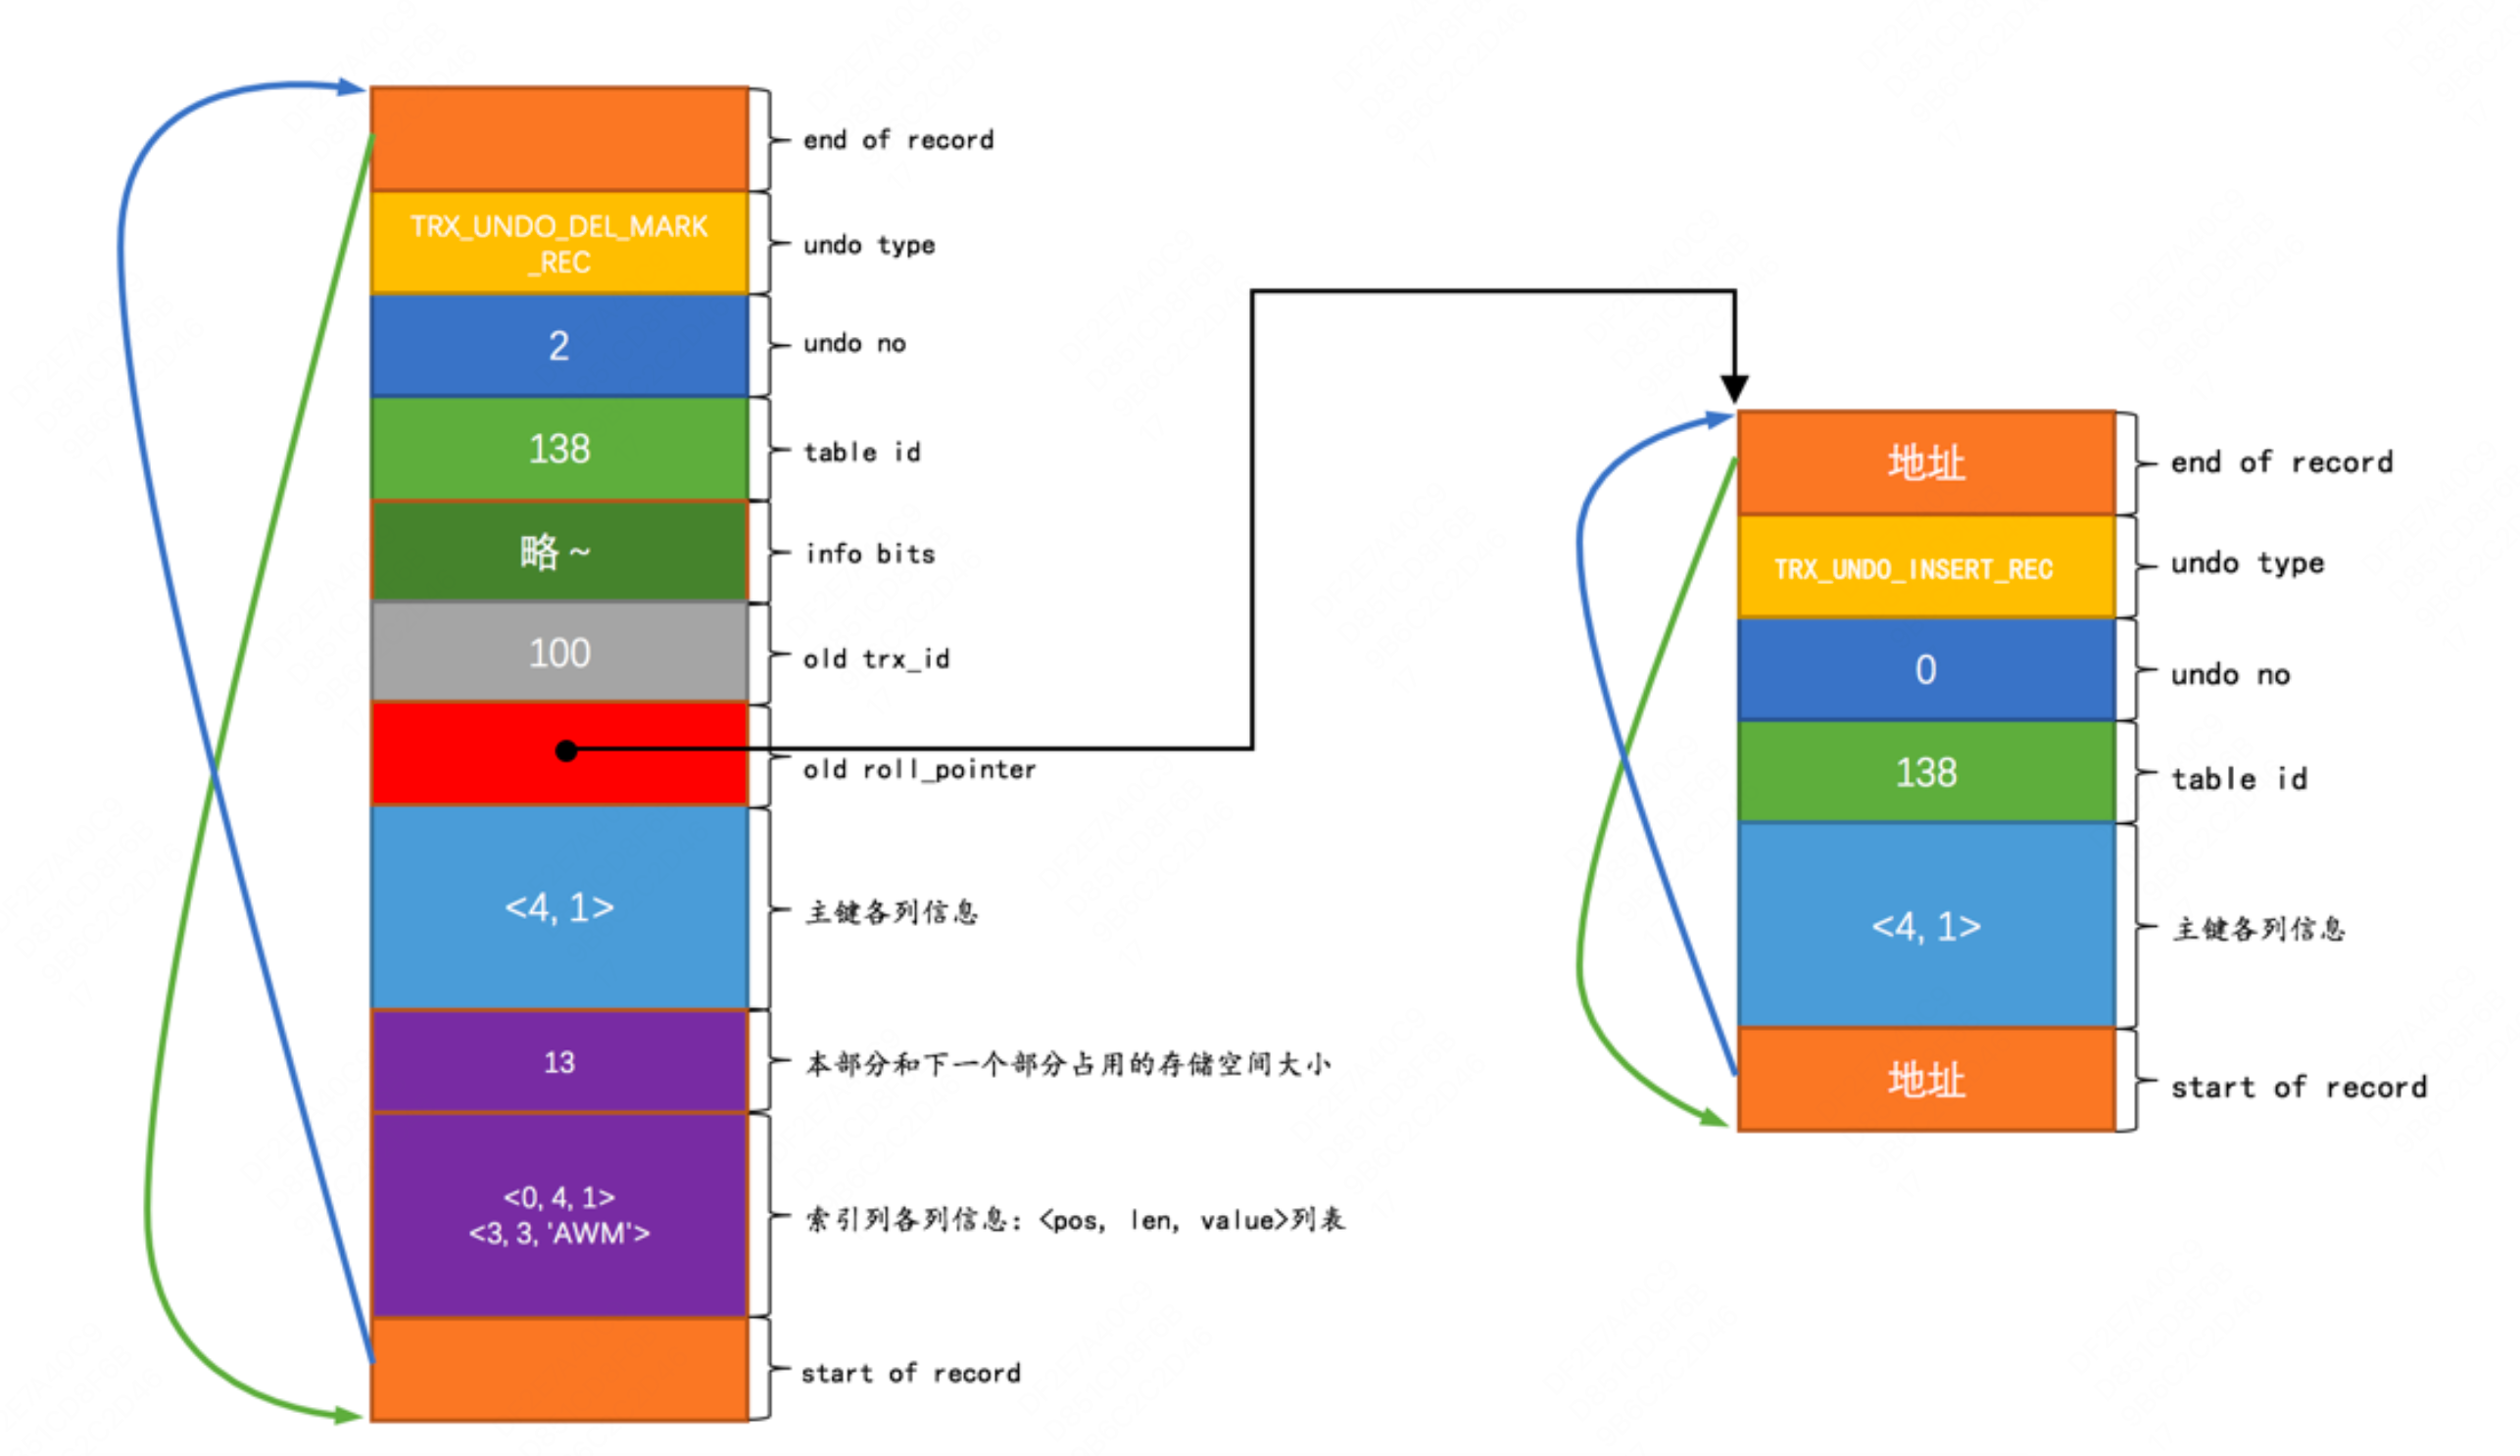 end of record
TRX_UNDO_DEL_MARK
_REC
undo type
2
undo no
138
table id
略 ~
info bits
100
old trx_id
old roll_pointer
<4, 1>
主键各列信息
13
本部分和下一个部分占用的存储空间大小
<0, 4, 1>
<3, 3, 'AWM'>
索引列各列信息: <pos, len, value>列表
start of record
地址
end of record
TRX_UNDO_INSERT_REC
undo type
0
undo no
138
table id
<4, 1>
主键各列信息
地址
start of record